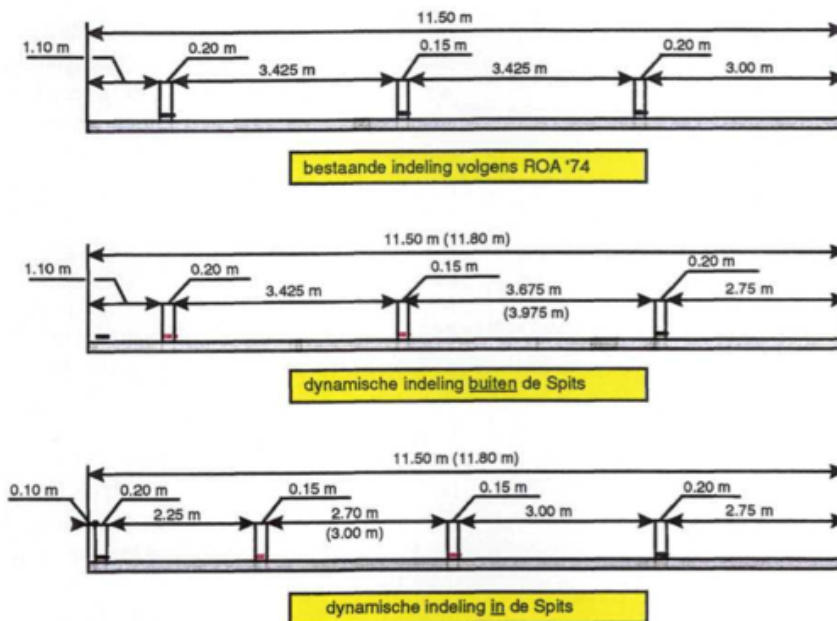 11.50 m
1.10 m 0.20 m 0.15 m 0.20 m
3.425 m 3.425 m 3.00 m
bestaande indeling volgens ROA '74
11.50 m (11.80 m)
1.10 m 0.20 m 0.15 m 0.20 m
3.425 m 3.675 m 2.75 m
(3.975 m)
dynamische indeling buiten de Spits
11.50 m (11.80 m)
0.10 m 0.20 m 0.15 m 0.15 m 0.20 m
2.25 m 2.70 m 3.00 m 2.75 m
(3.00 m)
dynamische indeling in de Spits